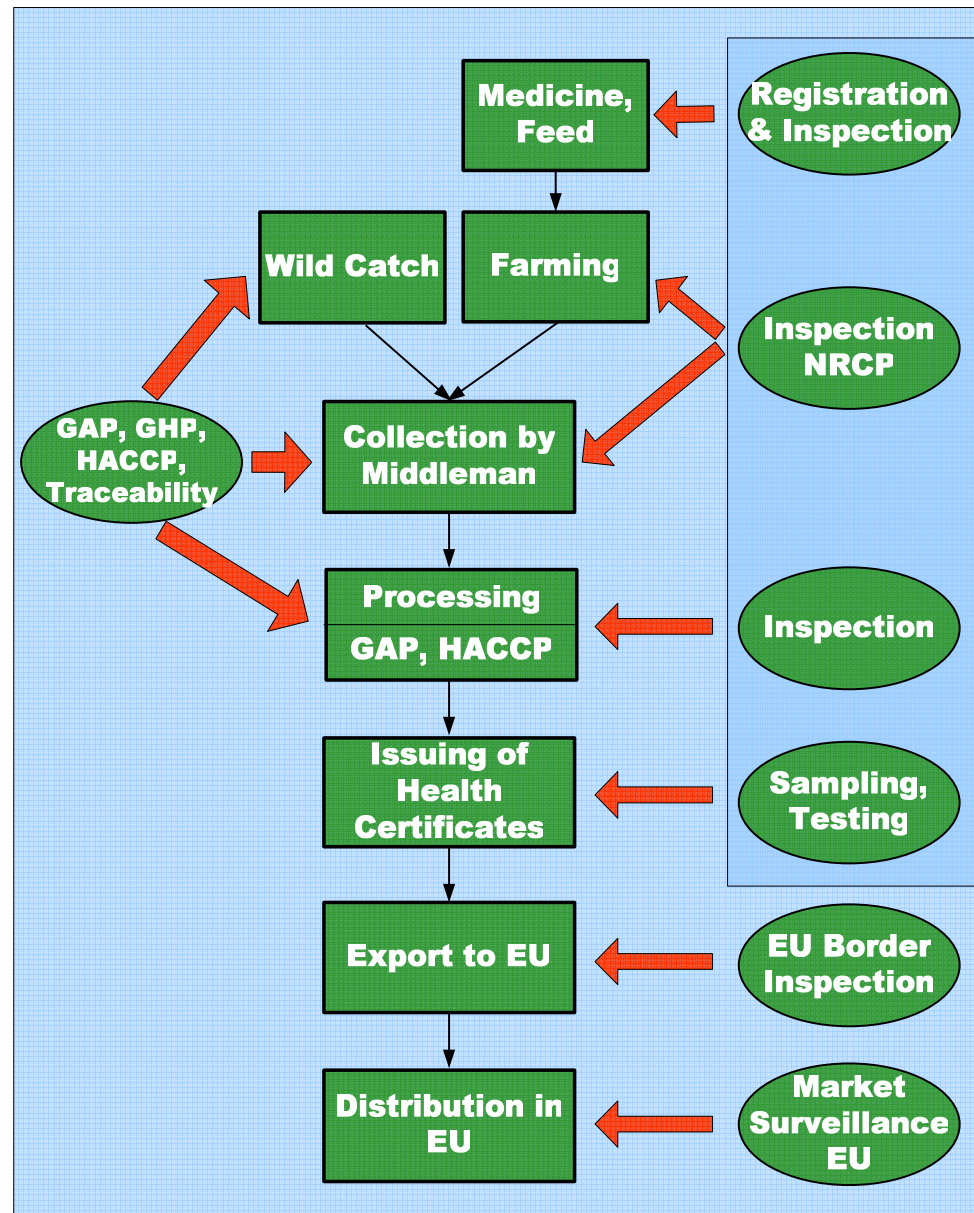 Medicine,
Feed
Registration
& Inspection
Wild Catch
Farming
Inspection
NRCP
GAP, GHP,
HACCP,
Traceability
Collection by
Middleman
Processing
GAP, HACCP
Inspection
Issuing of
Health
Certificates
Sampling,
Testing
Export to EU
EU Border
Inspection
Distribution in
EU
Market
Surveillance
EU